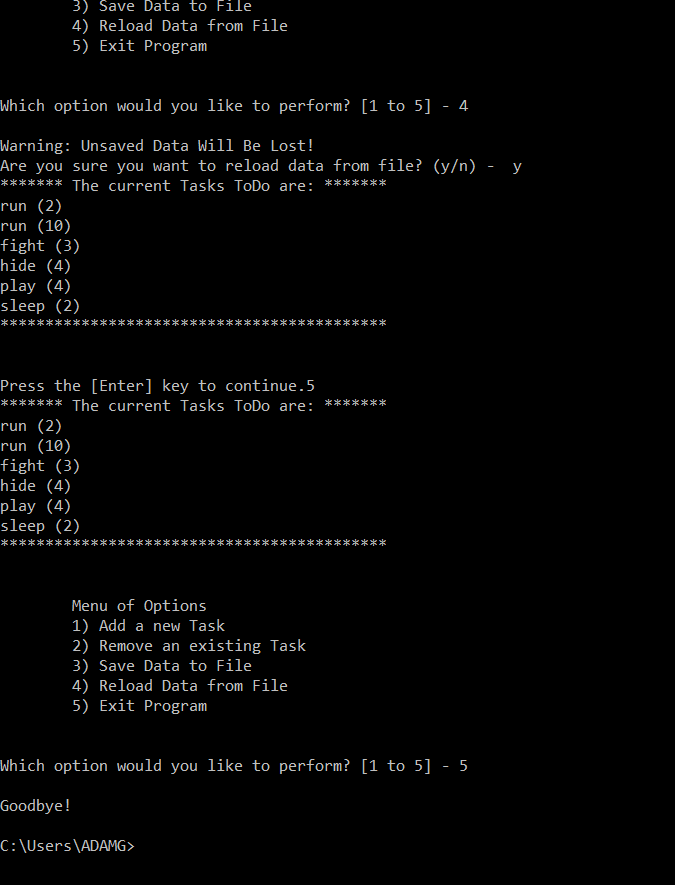 3) Save Data to File
4) Reload Data from File
5) Exit Program
Which option would you like to perform? [1 to 5] - 4
Warning: Unsaved Data Will Be Lost!
Are you sure you want to reload data from file? (y/n) -  y
******* The current Tasks ToDo are: *******
run (2)
run (10)
fight (3)
hide (4)
play (4)
sleep (2)
*******************************************
Press the [Enter] key to continue.5
******* The current Tasks ToDo are: *******
run (2)
run (10)
fight (3)
hide (4)
play (4)
sleep (2)
*******************************************
Menu of Options
1) Add a new Task
2) Remove an existing Task
3) Save Data to File
4) Reload Data from File
5) Exit Program
Which option would you like to perform? [1 to 5] - 5
Goodbye!
C:\Users\ADAMG>